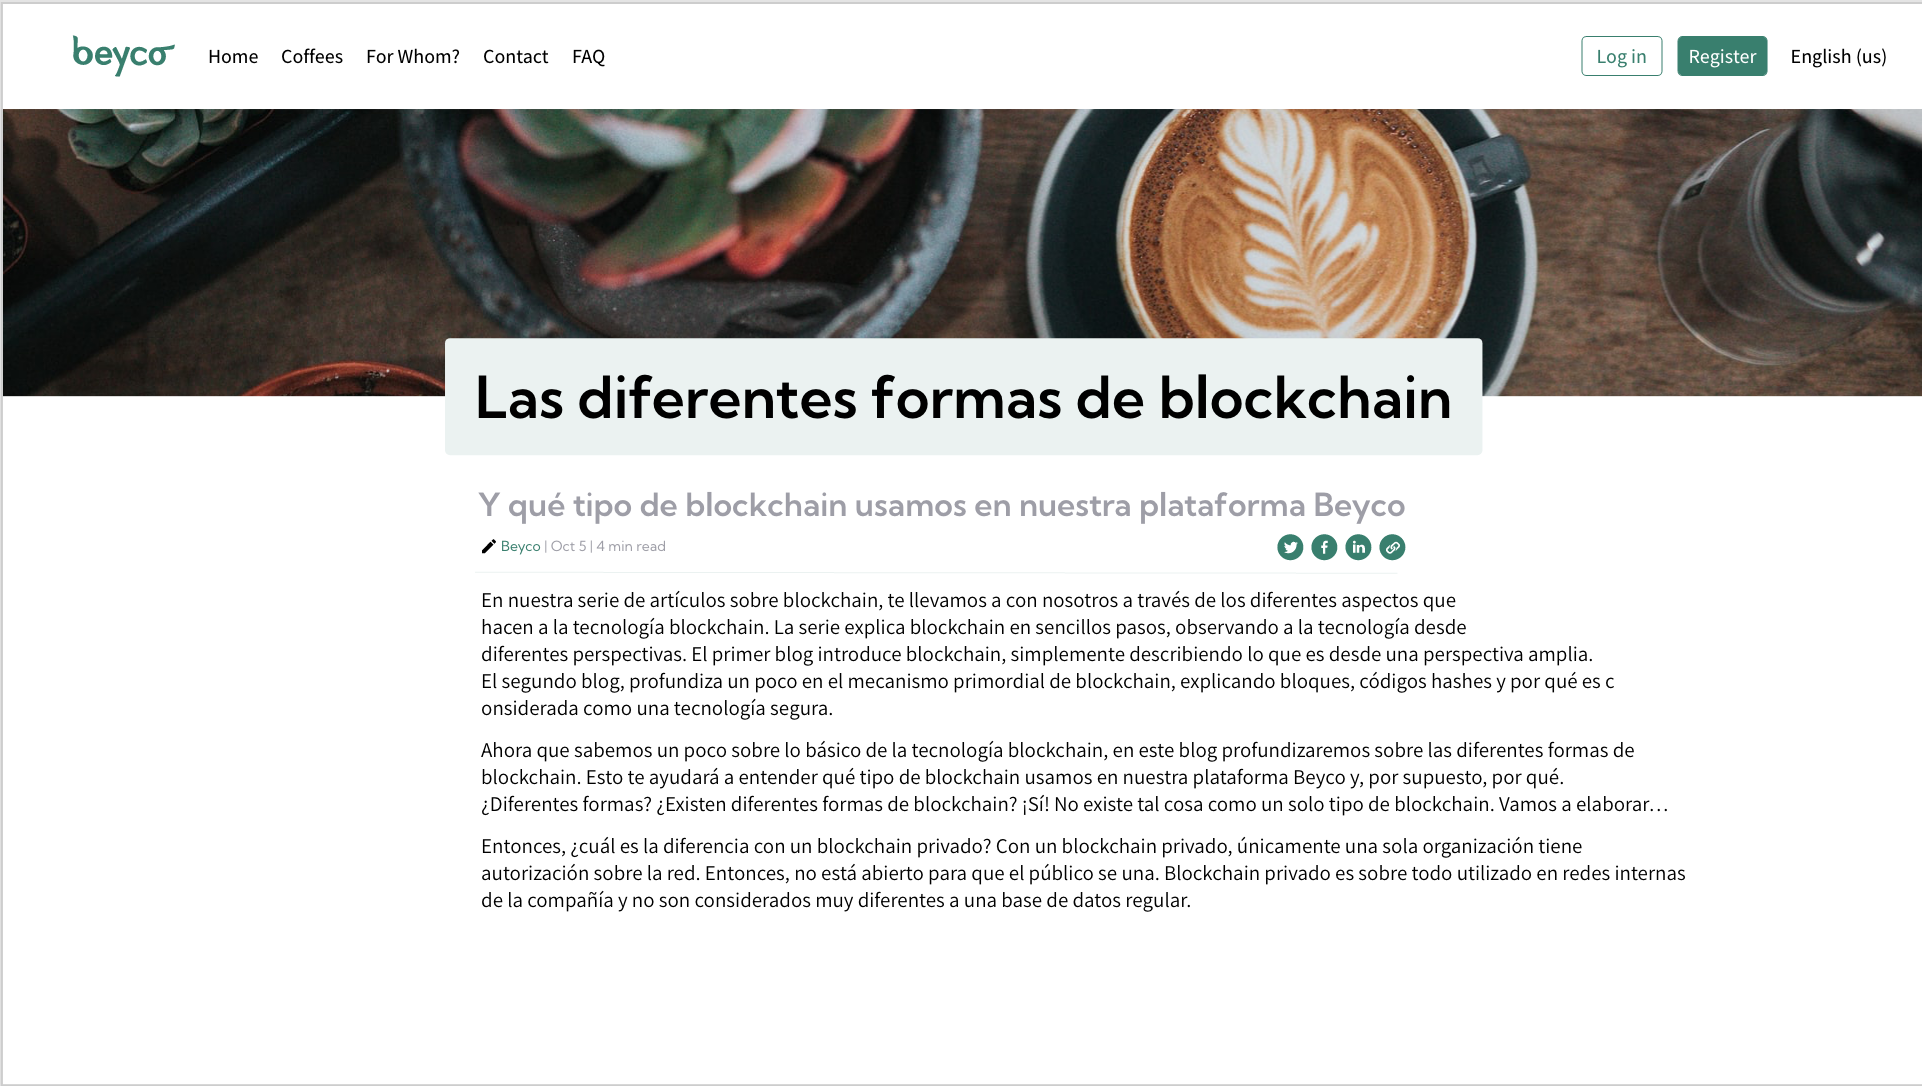 beyco Home Coffees For Whom? Contact FAQ Log in Register English (us)
Las diferentes formas de blockchain
Y qué tipo de blockchain usamos en nuestra plataforma Beyco
Beyco | Oct 5 | 4 min read
En nuestra serie de artículos sobre blockchain, te llevamos a con nosotros a través de los diferentes aspectos que
hacen a la tecnología blockchain. La serie explica blockchain en sencillos pasos, observando a la tecnología desde
diferentes perspectivas. El primer blog introduce blockchain, simplemente describiendo lo que es desde una perspectiva amplia.
El segundo blog, profundiza un poco en el mecanismo primordial de blockchain, explicando bloques, códigos hashes y por qué es c
onsiderada como una tecnología segura.
Ahora que sabemos un poco sobre lo básico de la tecnología blockchain, en este blog profundizaremos sobre las diferentes formas de
blockchain. Esto te ayudará a entender qué tipo de blockchain usamos en nuestra plataforma Beyco y, por supuesto, por qué.
¿Diferentes formas? ¿Existen diferentes formas de blockchain? ¡Sí! No existe tal cosa como un solo tipo de blockchain. Vamos a elaborar…
Entonces, ¿cuál es la diferencia con un blockchain privado? Con un blockchain privado, únicamente una sola organización tiene
autorización sobre la red. Entonces, no está abierto para que el público se una. Blockchain privado es sobre todo utilizado en redes internas
de la compañía y no son considerados muy diferentes a una base de datos regular.